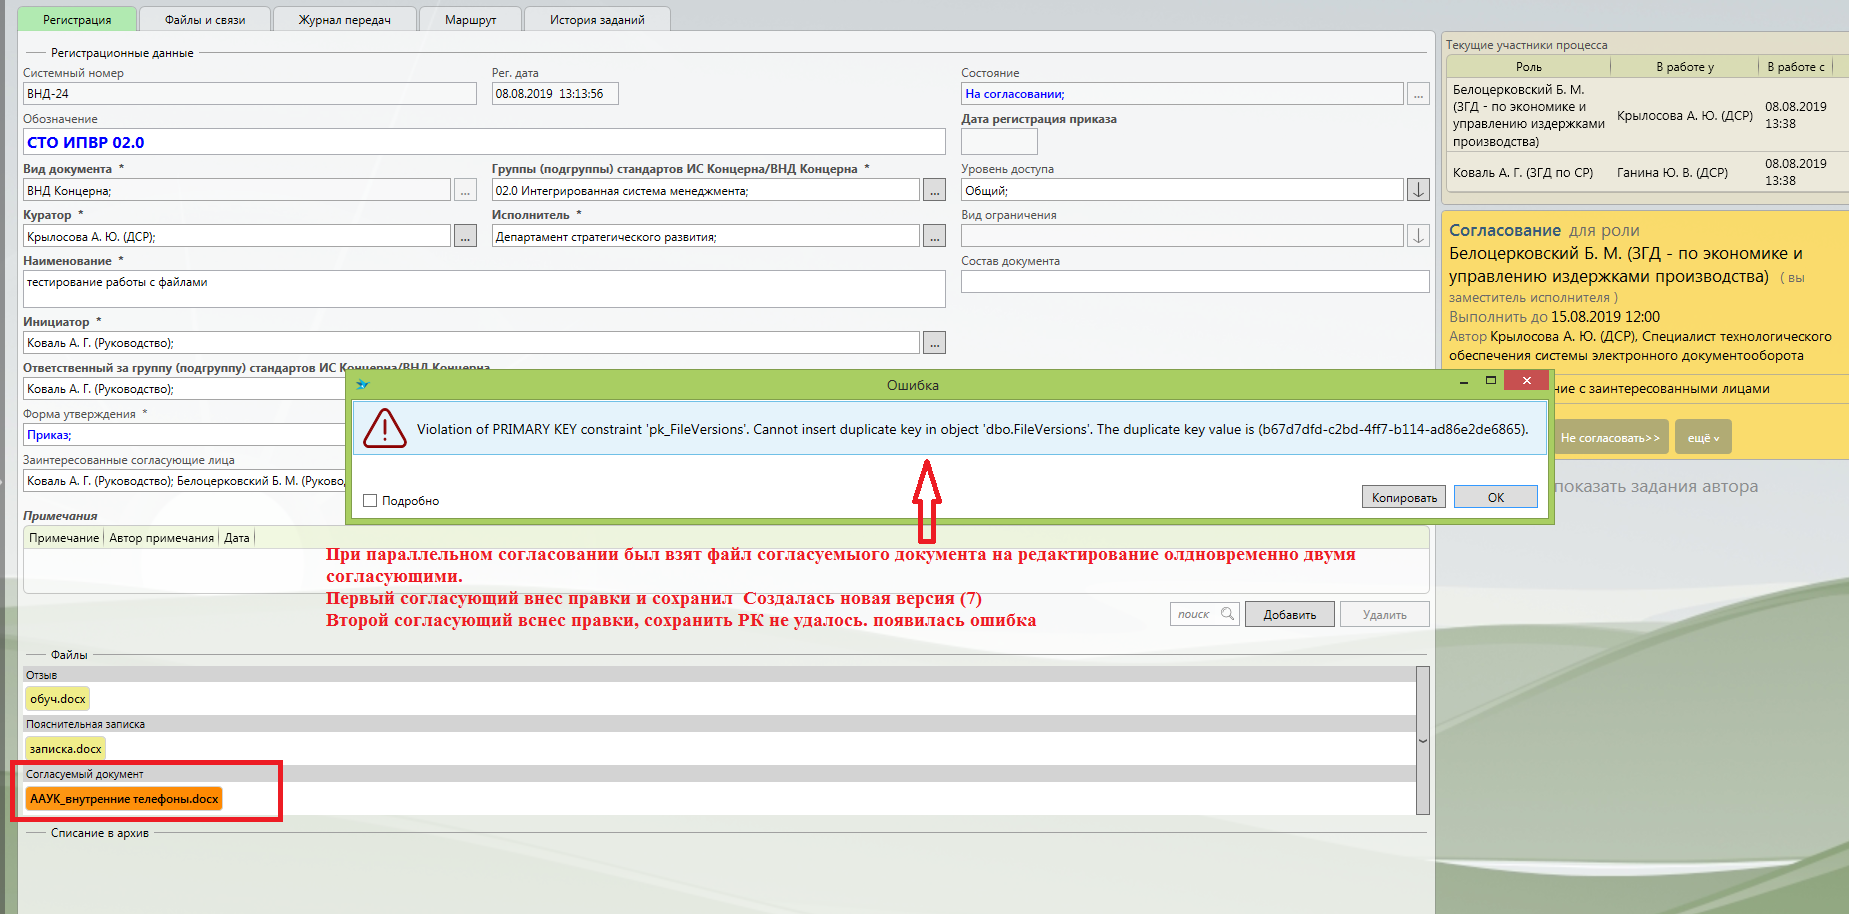 Регистрация
Файлы и связи
Журнал передач
Маршрут
История заданий
Регистрационные данные
Системный номер
ВНД-24
Рег. дата
08.08.2019 13:13:56
Состояние
На согласовании;
...
Обозначение
СТО ИПВР 02.0
Дата регистрации приказа
Вид документа *
ВНД Концерна;
...
Группы (подгруппы) стандартов ИС Концерна/ВНД Концерна *
02.0 Интегрированная система менеджмента;
...
Уровень доступа
Общий;
Куратор *
Крылосова А. Ю. (ДСР);
...
Исполнитель *
Департамент стратегического развития;
...
Вид ограничения
Наименование *
тестирование работы с файлами
Состав документа
Инициатор *
Коваль А. Г. (Руководство);
...
Ответственный за группу (подгруппу) стандартов ИС Концерна/ВНД Концерна
Коваль А. Г. (Руководство);
Форма утверждения *
Приказ;
Заинтересованные согласующие лица
Коваль А. Г. (Руководство); Белоцерковский Б. М. (Руково
Ошибка
Violation of PRIMARY KEY constraint 'pk_FileVersions'. Cannot insert duplicate key in object 'dbo.FileVersions'. The duplicate key value is (b67d7dfd-c2bd-4ff7-b114-ad86e2de6865).
Подробно
Копировать
OK
Примечания
Примечание
Автор примечания
Дата
При параллельном согласовании был взят файл согласуемыого документа на редактирование олдновременно двумя
согласующими.
Первый согласующий внес правки и сохранил Создалась новая версия (7)
Второй согласующий вснес правки, сохранить РК не удалось. появилась ошибка
поиск
Добавить
Удалить
Файлы
Отзыв
обуч.docx
Пояснительная записка
записка.docx
Согласуемый документ
ААУК_внутренние телефоны.docx
Списание в архив
Текущие участники процесса
Роль
В работе у
В работе с
Белоцерковский Б. М.
(ЗГД - по экономике и
управлению издержками
производства)
Крылосова А. Ю. (ДСР)
08.08.2019
13:38
Коваль А. Г. (ЗГД по СР)
Ганина Ю. В. (ДСР)
08.08.2019
13:38
Согласование для роли
Белоцерковский Б. М. (ЗГД - по экономике и
управлению издержками производства) ( вы
заместитель исполнителя )
Выполнить до 15.08.2019 12:00
Автор Крылосова А. Ю. (ДСР), Специалист технологического
обеспечения системы электронного документооборота
ние с заинтересованными лицами
Не согласовать>>
ещё v
показать задания автора